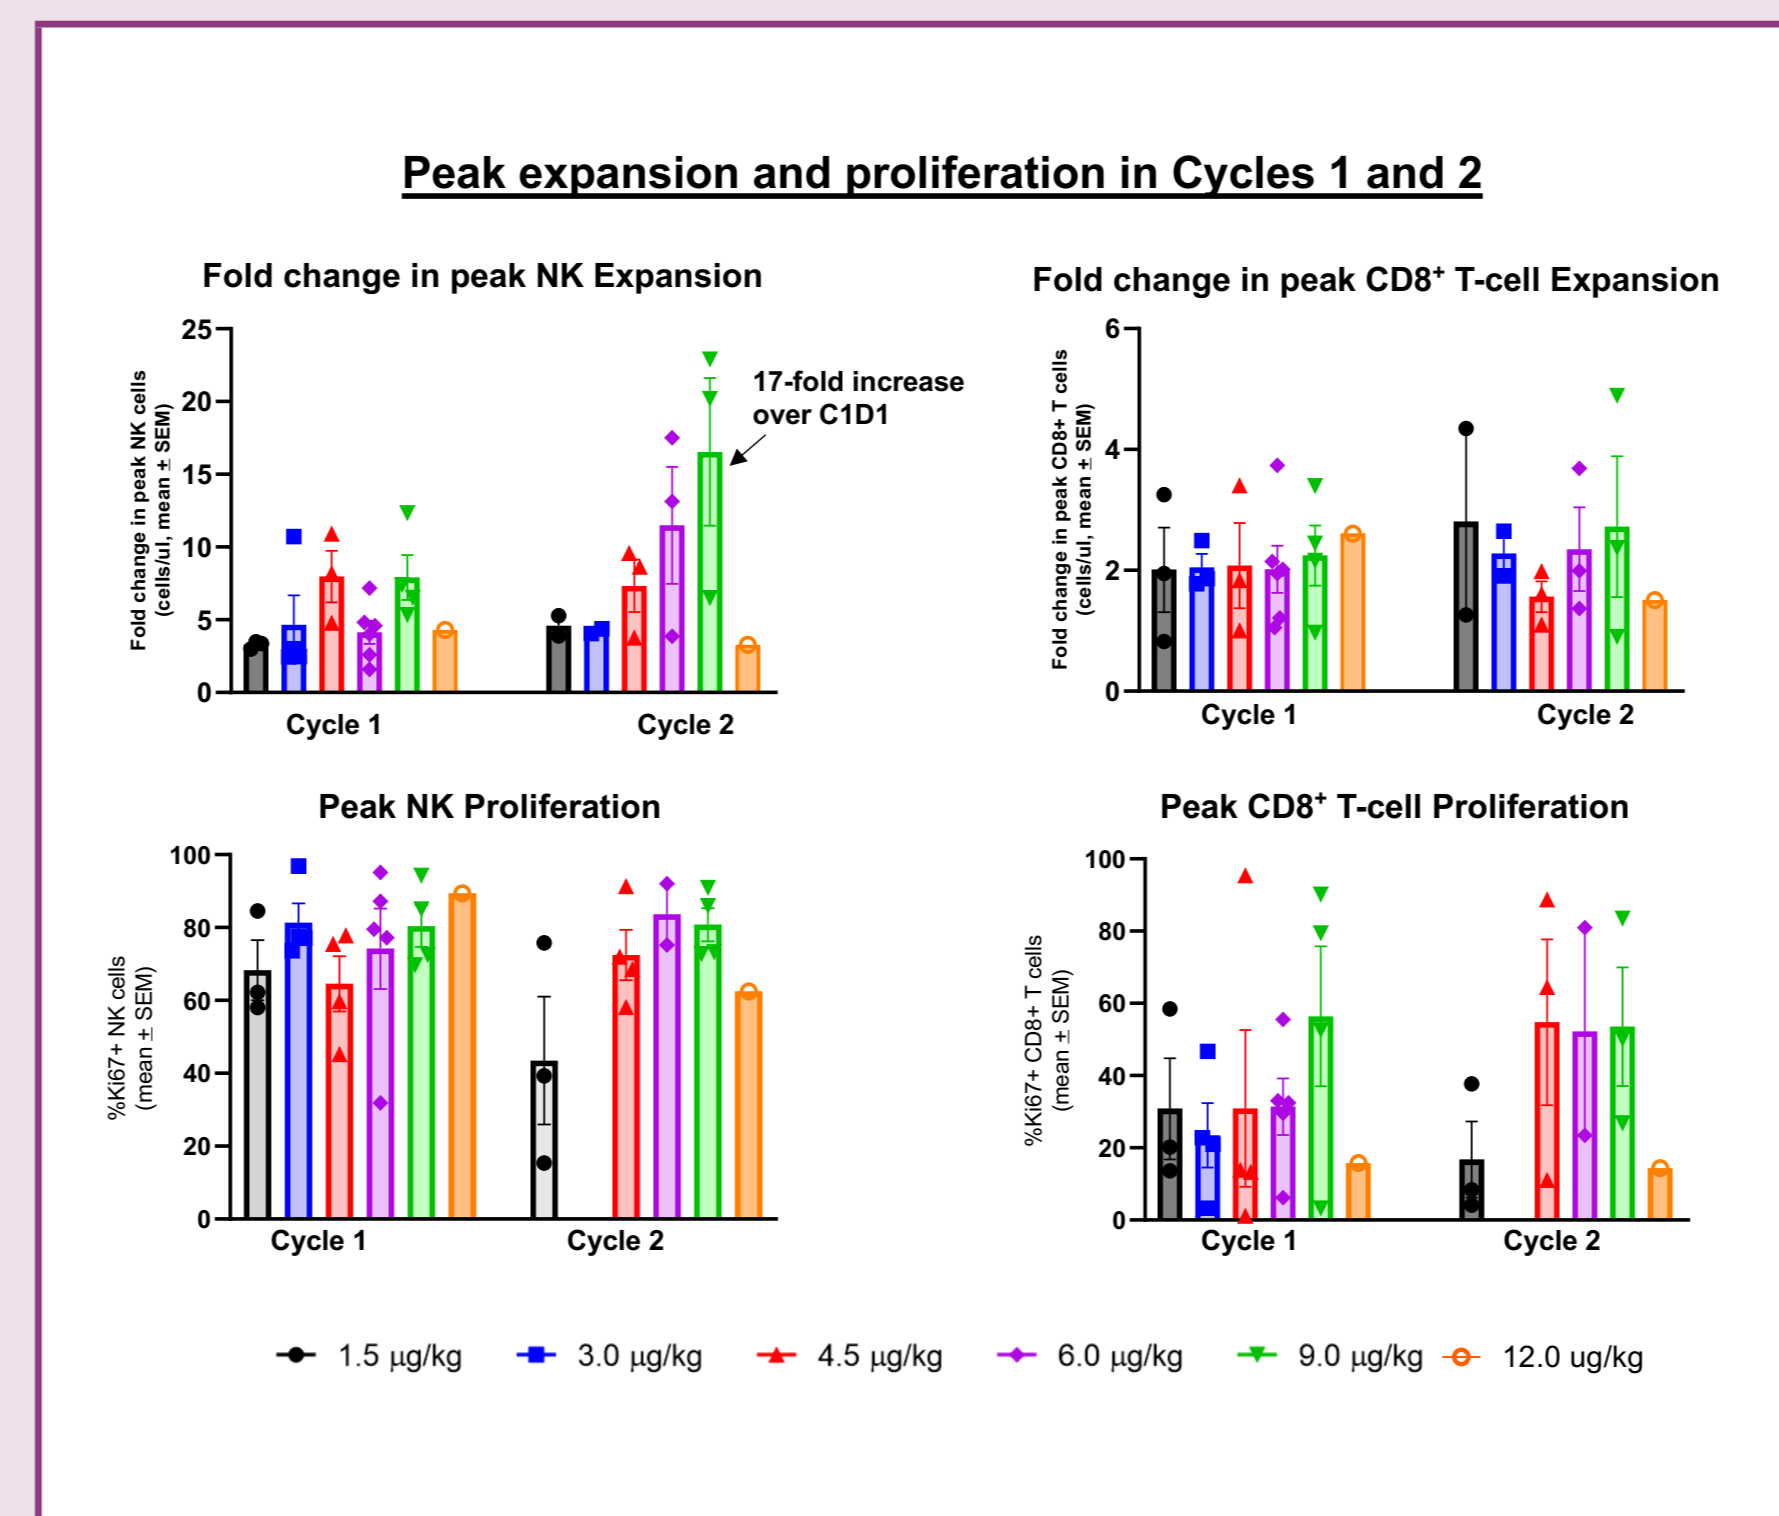 Peak expansion and proliferation in Cycles 1 and 2
Fold change in peak NK Expansion
Fold change in peak NK cells
(cells/ul, mean ± SEM)
25
20
15
10
5
0
17-fold increase
over C1D1
Cycle 1
Cycle 2
Fold change in peak CD8⁺ T-cell Expansion
Fold change in peak CD8+ T cells
(cells/ul, mean ± SEM)
6
4
2
0
Cycle 1
Cycle 2
Peak NK Proliferation
%Ki67+ NK cells
(mean ± SEM)
100
80
60
40
20
0
Cycle 1
Cycle 2
Peak CD8⁺ T-cell Proliferation
%Ki67+ CD8+ T cells
(mean ± SEM)
100
80
60
40
20
0
Cycle 1
Cycle 2
1.5 µg/kg
3.0 µg/kg
4.5 µg/kg
6.0 µg/kg
9.0 µg/kg
12.0 ug/kg